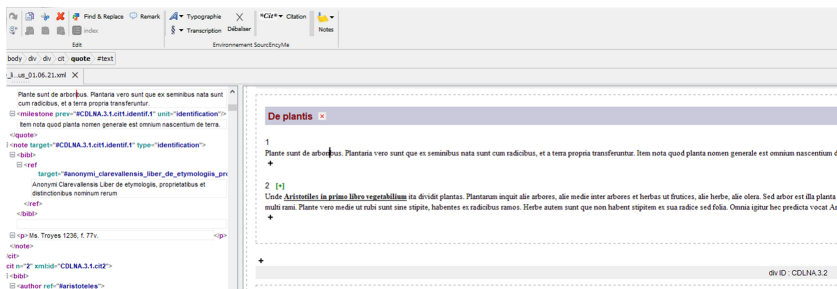 Find & Replace Remark Typographie *Cit* Citation
Index § Transcription Débaliser Notes
Edit Environnement SourcEncyMe
body div div cit quote #text
_li...us_01.06.21.xml
Plante sunt de arboribus. Plantaria vero sunt que ex seminibus nata sunt
cum radicibus, et a terra propria transferuntur.
<milestone prev="#CDLNA.3.1.cit1.identif.1" unit="identification"/>
Item nota quod planta nomen generale est omnium nascentium de terra.
</quote>
<note target="#CDLNA.3.1.cit1.identif.1" type="identification">
<bibl>
<ref
target="#anonymi_clarevallensis_liber_de_etymologiis_pro
Anonymi Clarevallensis Liber de etymologiis, proprietatibus et
distinctionibus nominum rerum
</ref>
</bibl>
<p>Ms. Troyes 1236, f. 77v. </p>
</note>
/cit>
cit n="2" xml:id="CDLNA.3.1.cit2">
<bibl>
<author ref="#aristoteles">
De plantis
1
Plante sunt de arboribus. Plantaria vero sunt que ex seminibus nata sunt cum radicibus, et a terra propria transferuntur. Item nota quod planta nomen generale est omnium nascentium d
+
2 [+]
Unde Aristotiles in primo libro vegetabilium ita dividit plantas. Plantarum inquit alie arbores, alie medie inter arbores et herbas ut frutices, alie herbe, alie olera. Sed arbor est illa planta
multi rami. Plante vero medie ut rubi sunt sine stipite, habentes ex radicibus ramos. Herbe autem sunt que non habent stipitem ex sua radice sed folia. Omnia igitur hec predicta vocat Ar
+
+
div ID : CDLNA.3.2